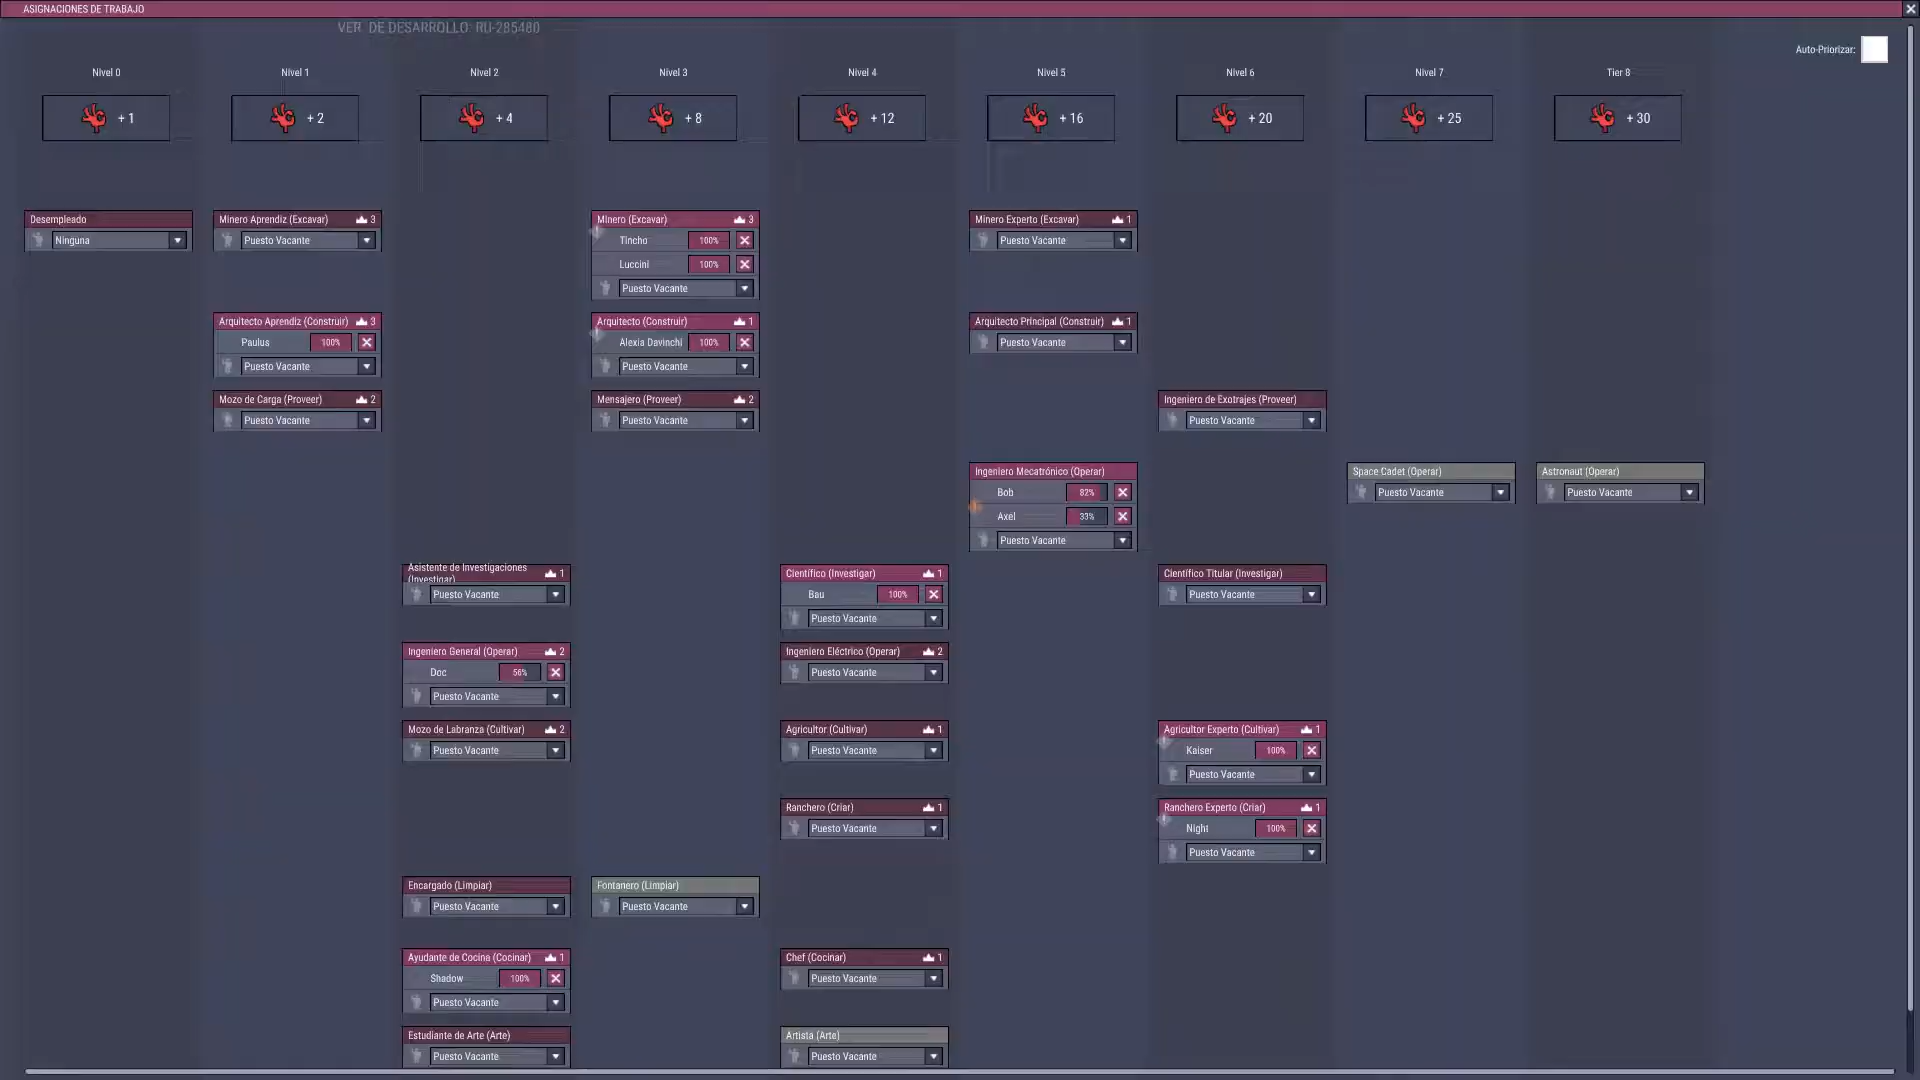 ASIGNACIONES DE TRABAJO
VER. DE DESARROLLO: RU-285480
Auto-Priorizar:
Nivel 0 Nivel 1 Nivel 2 Nivel 3 Nivel 4 Nivel 5 Nivel 6 Nivel 7 Tier 8
+ 1 + 2 + 4 + 8 + 12 + 16 + 20 + 25 + 30
Desempleado Minero Aprendiz (Excavar) 3 Minero (Excavar) 3 Minero Experto (Excavar) 1
Ninguna Puesto Vacante Tincho 100% Puesto Vacante
Luccini 100%
Puesto Vacante
Arquitecto Aprendiz (Construir) 3 Arquitecto (Construir) 1 Arquitecto Principal (Construir) 1
Paulus 100% Alexia Davinchi 100% Puesto Vacante
Puesto Vacante Puesto Vacante
Mozo de Carga (Proveer) 2 Mensajero (Proveer) 2 Ingeniero de Exotrajes (Proveer)
Puesto Vacante Puesto Vacante Puesto Vacante
Ingeniero Mecatrónico (Operar) Space Cadet (Operar) Astronaut (Operar)
Bob 82% Puesto Vacante Puesto Vacante
Axel 33%
Puesto Vacante
Asistente de Investigaciones
(Investigar) 1 Científico (Investigar) 1 Científico Titular (Investigar)
Puesto Vacante Bau 100% Puesto Vacante
Puesto Vacante
Ingeniero General (Operar) 2 Ingeniero Eléctrico (Operar) 2
Doc 56% Puesto Vacante
Puesto Vacante
Mozo de Labranza (Cultivar) 2 Agricultor (Cultivar) 1 Agricultor Experto (Cultivar) 1
Puesto Vacante Puesto Vacante Kaiser 100%
Puesto Vacante
Ranchero (Criar) 1 Ranchero Experto (Criar) 1
Puesto Vacante Night 100%
Puesto Vacante
Encargado (Limpiar) Fontanero (Limpiar)
Puesto Vacante Puesto Vacante
Ayudante de Cocina (Cocinar) 1 Chef (Cocinar) 1
Shadow 100% Puesto Vacante
Puesto Vacante
Estudiante de Arte (Arte) Artista (Arte)
Puesto Vacante Puesto Vacante